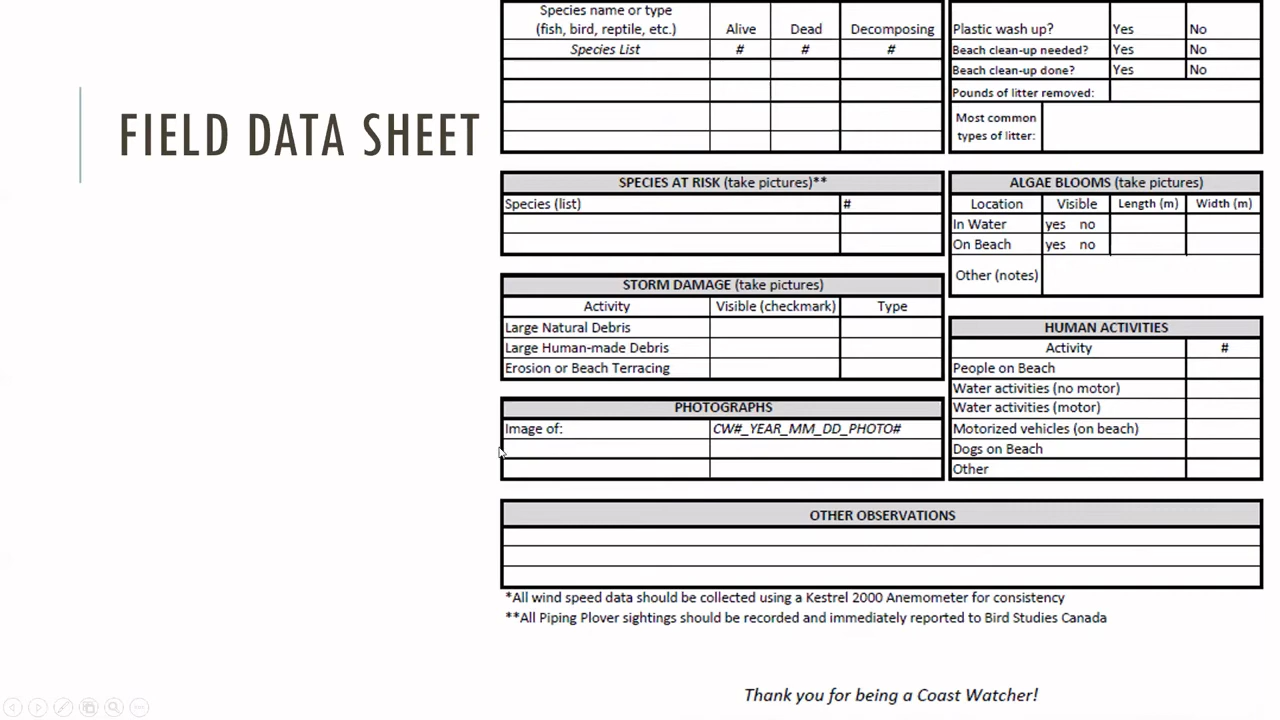 FIELD DATA SHEET
Species name or type
(fish, bird, reptile, etc.) Alive Dead Decomposing
Species List # # #
Plastic wash up? Yes No
Beach clean-up needed? Yes No
Beach clean-up done? Yes No
Pounds of litter removed:
Most common
types of litter:
SPECIES AT RISK (take pictures)**
Species (list) #
ALGAE BLOOMS (take pictures)
Location Visible Length (m) Width (m)
In Water yes no
On Beach yes no
Other (notes)
STORM DAMAGE (take pictures)
Activity Visible (checkmark) Type
Large Natural Debris
Large Human-made Debris
Erosion or Beach Terracing
HUMAN ACTIVITIES
Activity #
People on Beach
Water activities (no motor)
Water activities (motor)
Motorized vehicles (on beach)
Dogs on Beach
Other
PHOTOGRAPHS
Image of: CW#_YEAR_MM_DD_PHOTO#
OTHER OBSERVATIONS
*All wind speed data should be collected using a Kestrel 2000 Anemometer for consistency
**All Piping Plover sightings should be recorded and immediately reported to Bird Studies Canada
Thank you for being a Coast Watcher!